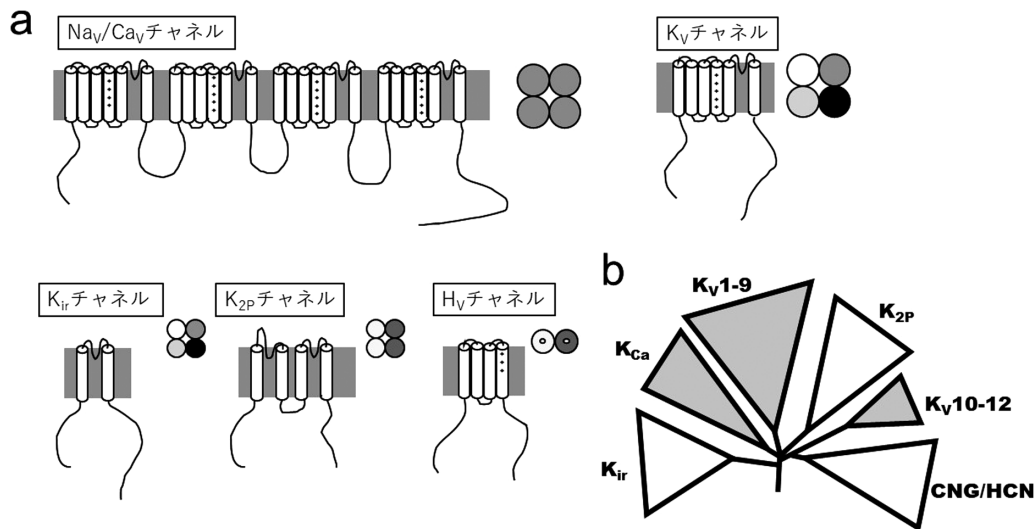 a
Nav/Cavチャネル
Kvチャネル
Kirチャネル
K2Pチャネル
Hvチャネル
b
Kv1-9
K2P
KCa
Kv10-12
Kir
CNG/HCN